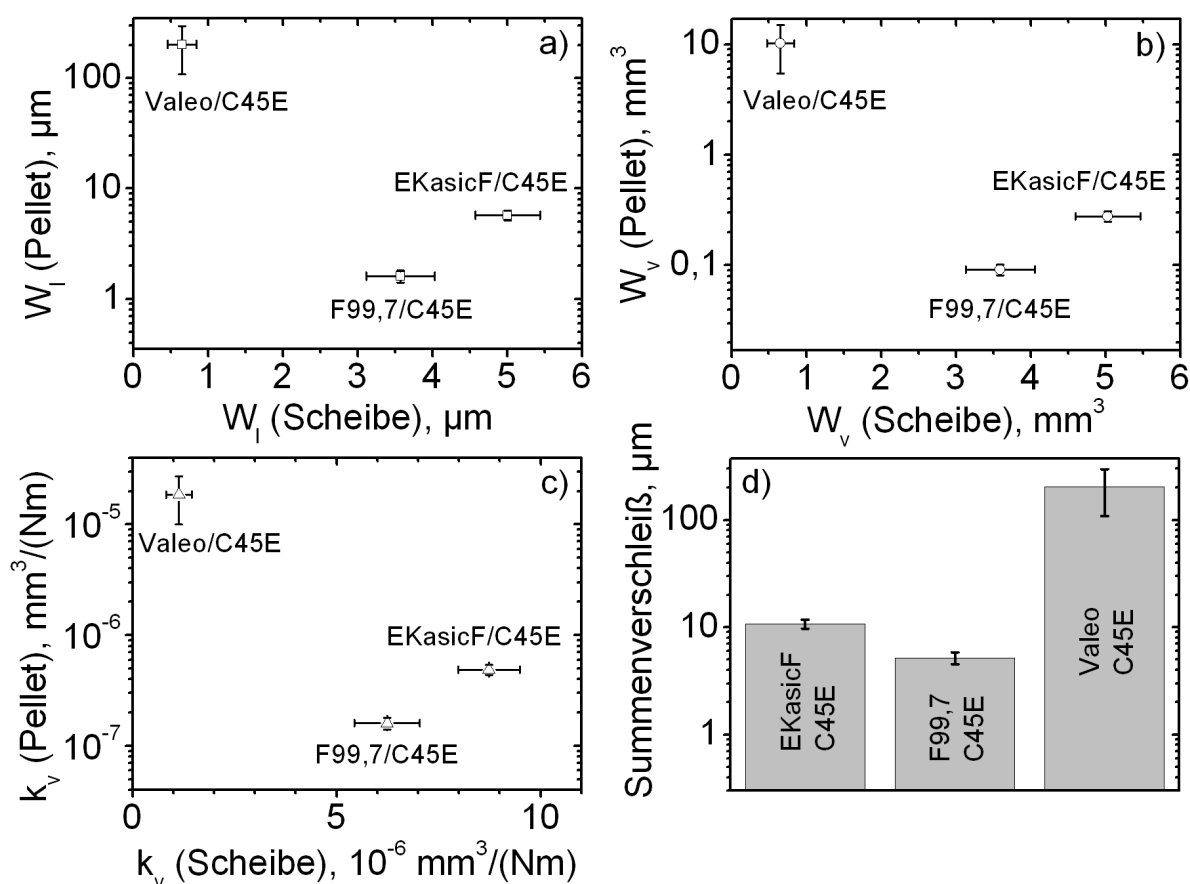 a)
W_l (Pellet), µm
100
10
1
Valeo/C45E
EKasicF/C45E
F99,7/C45E
0 1 2 3 4 5 6
W_l (Scheibe), µm
b)
W_v (Pellet), mm³
10
1
0,1
Valeo/C45E
EKasicF/C45E
F99,7/C45E
0 1 2 3 4 5 6
W_v (Scheibe), mm³
c)
k_v (Pellet), mm³/(Nm)
10⁻⁵
10⁻⁶
10⁻⁷
Valeo/C45E
EKasicF/C45E
F99,7/C45E
0 5 10
k_v (Scheibe), 10⁻⁶ mm³/(Nm)
d)
Summenverschleiß, µm
100
10
1
EKasicF
C45E
F99,7
C45E
Valeo
C45E